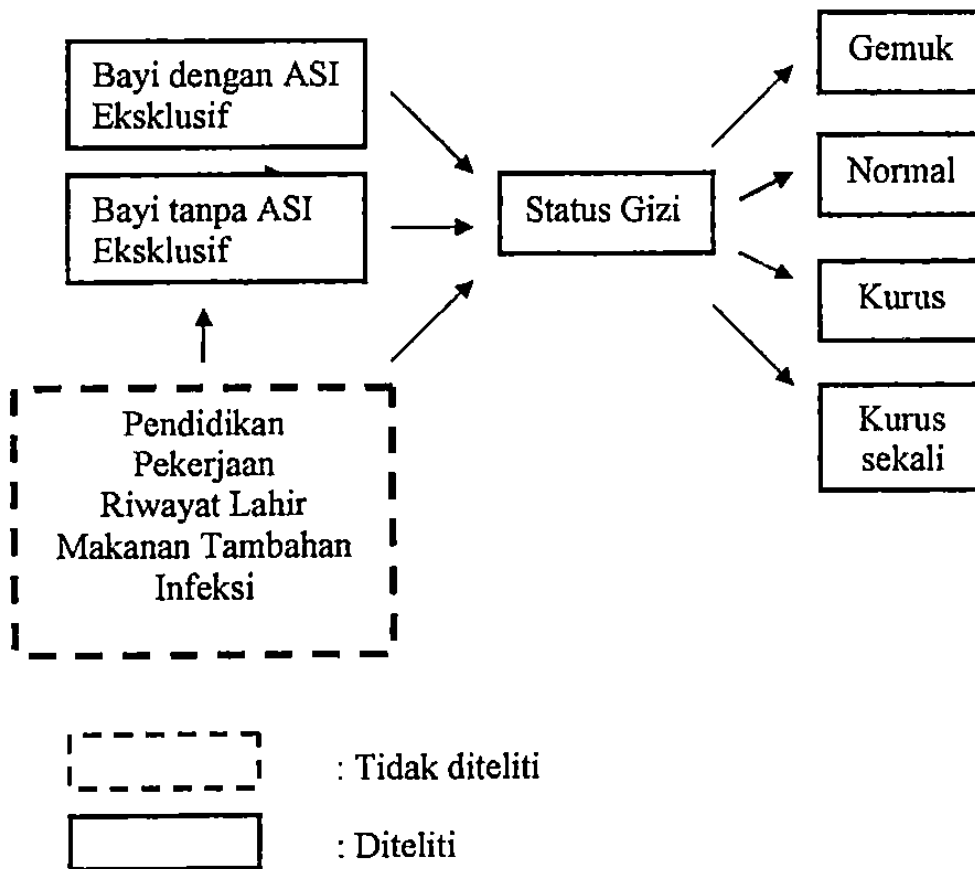 Bayi dengan ASI
Eksklusif
Bayi tanpa ASI
Eksklusif
Status Gizi
Gemuk
Normal
Kurus
Kurus
sekali
Pendidikan
Pekerjaan
Riwayat Lahir
Makanan Tambahan
Infeksi
: Tidak diteliti
: Diteliti